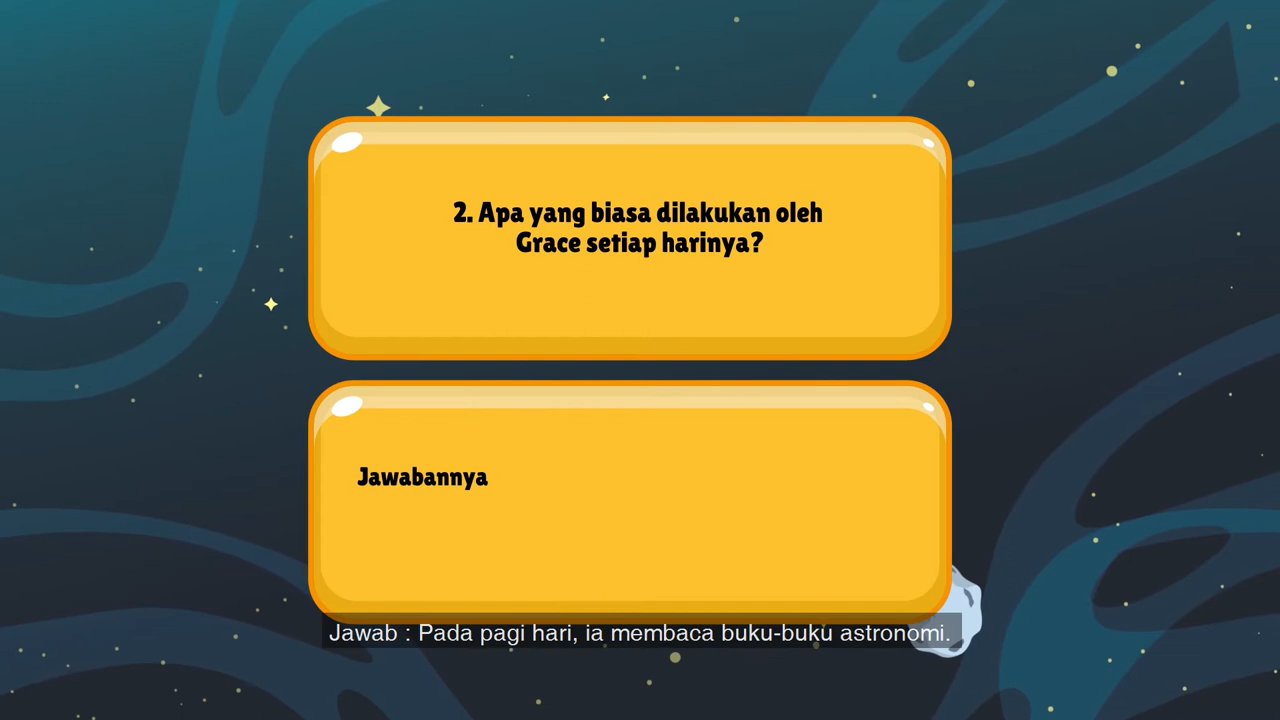 2. Apa yang biasa dilakukan oleh
Grace setiap harinya?
Jawabannya
Jawab : Pada pagi hari, ia membaca buku-buku astronomi.